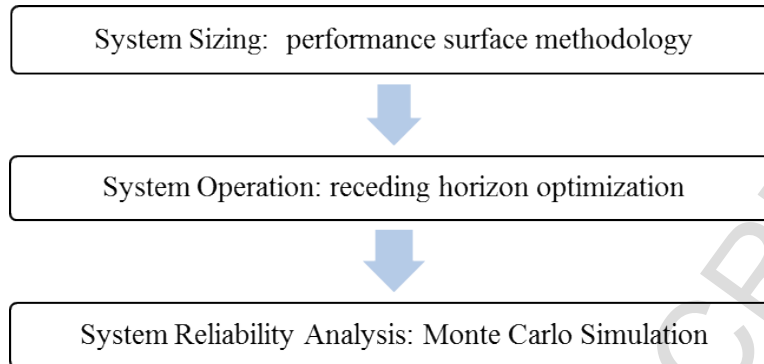 System Sizing: performance surface methodology
System Operation: receding horizon optimization
System Reliability Analysis: Monte Carlo Simulation